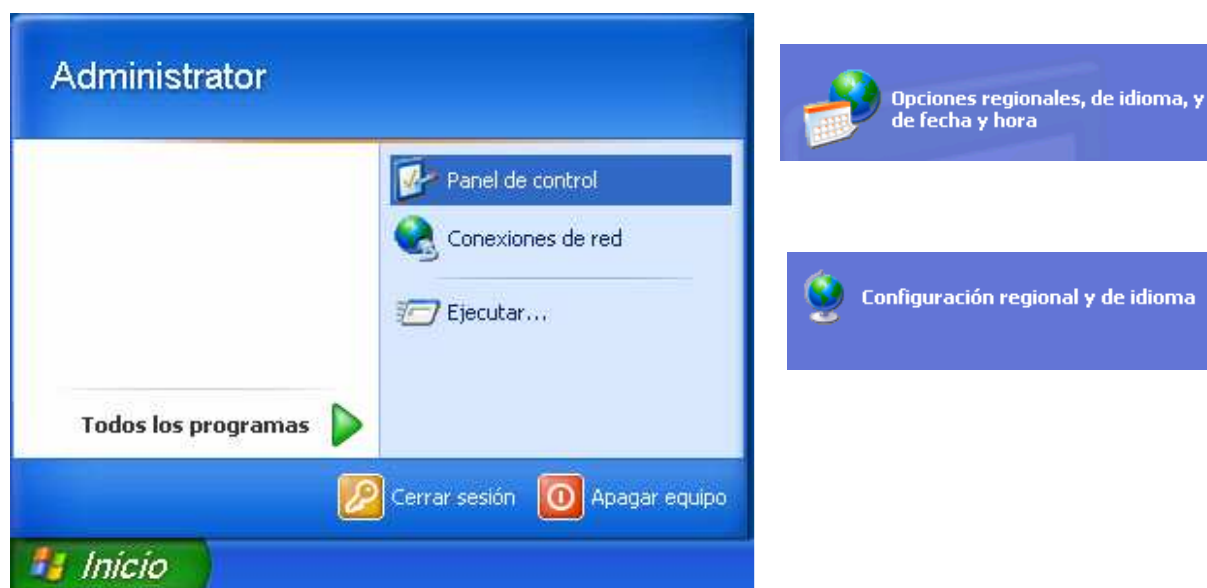 Administrator
Panel de control
Conexiones de red
Ejecutar...
Todos los programas
Cerrar sesión
Apagar equipo
Inicio
Opciones regionales, de idioma, y
de fecha y hora
Configuración regional y de idioma